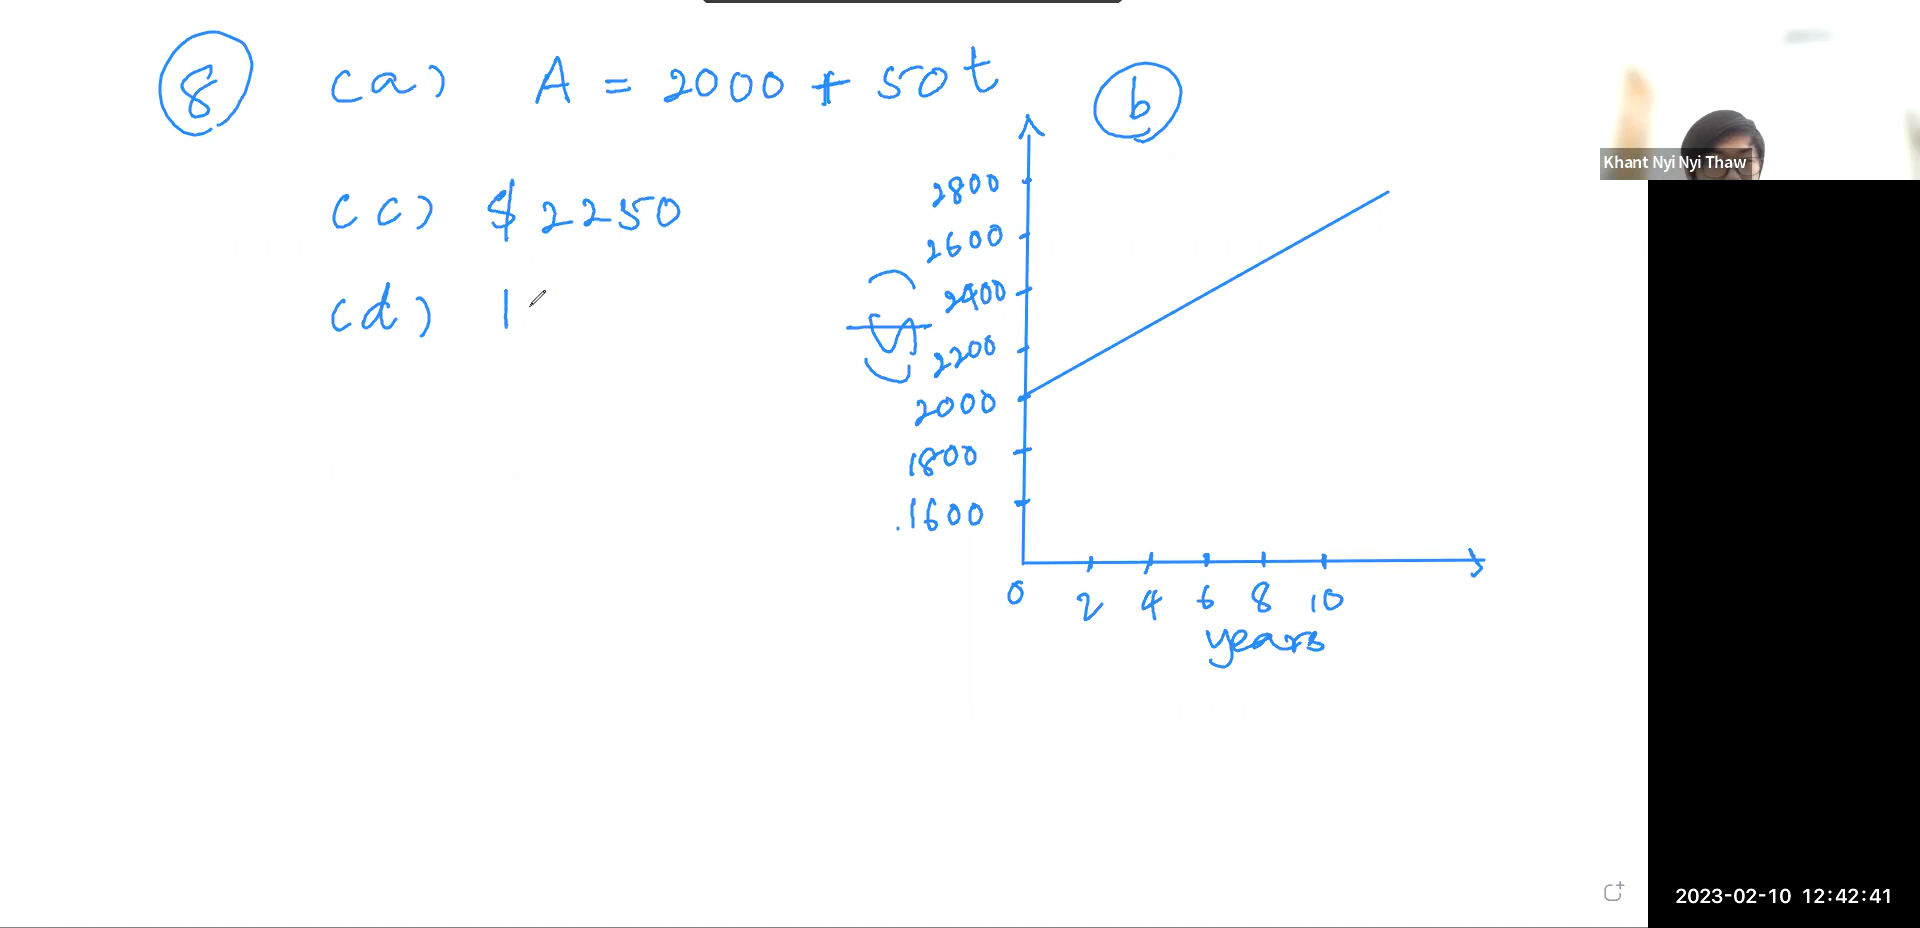 8 (a) A = 2000 + 50t
b
(c) $2250
(d) 1
2800
2600
2400
2200
($)
2000
1800
.1600
0 2 4 6 8 10
years
Khant Nyi Nyi Thaw
2023-02-10 12:42:41